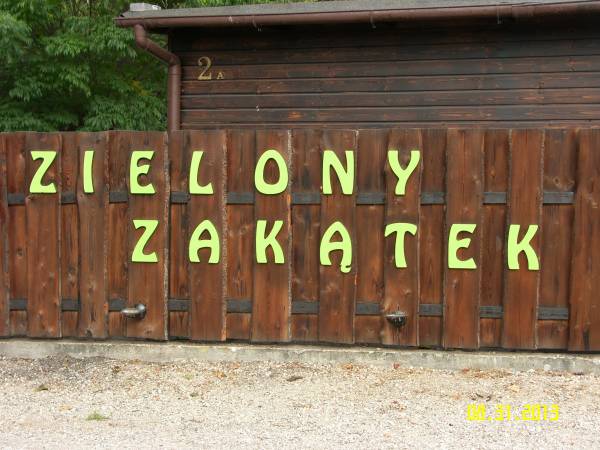 2A
ZIELONY
ZAKĄTEK
08.31.2013